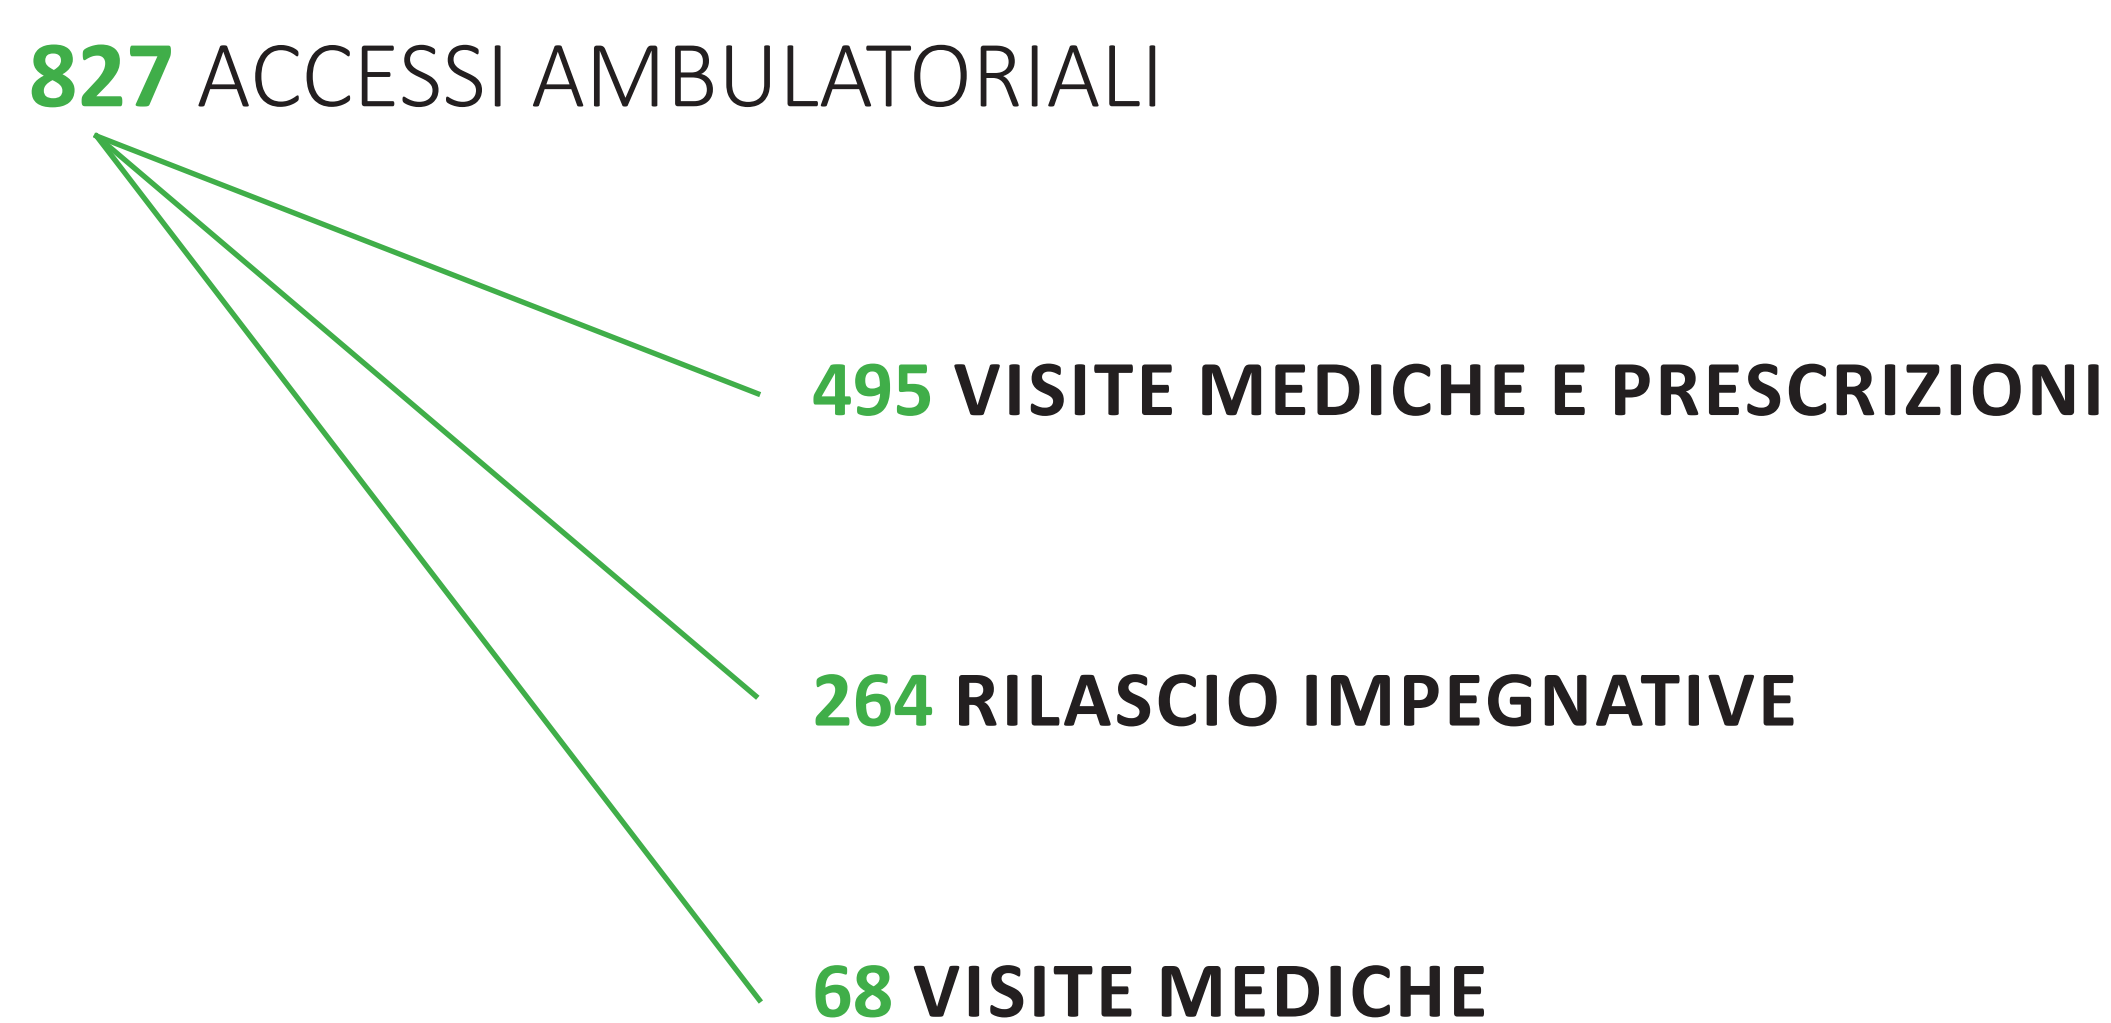 827 ACCESSI AMBULATORIALI
495 VISITE MEDICHE E PRESCRIZIONI
264 RILASCIO IMPEGNATIVE
68 VISITE MEDICHE